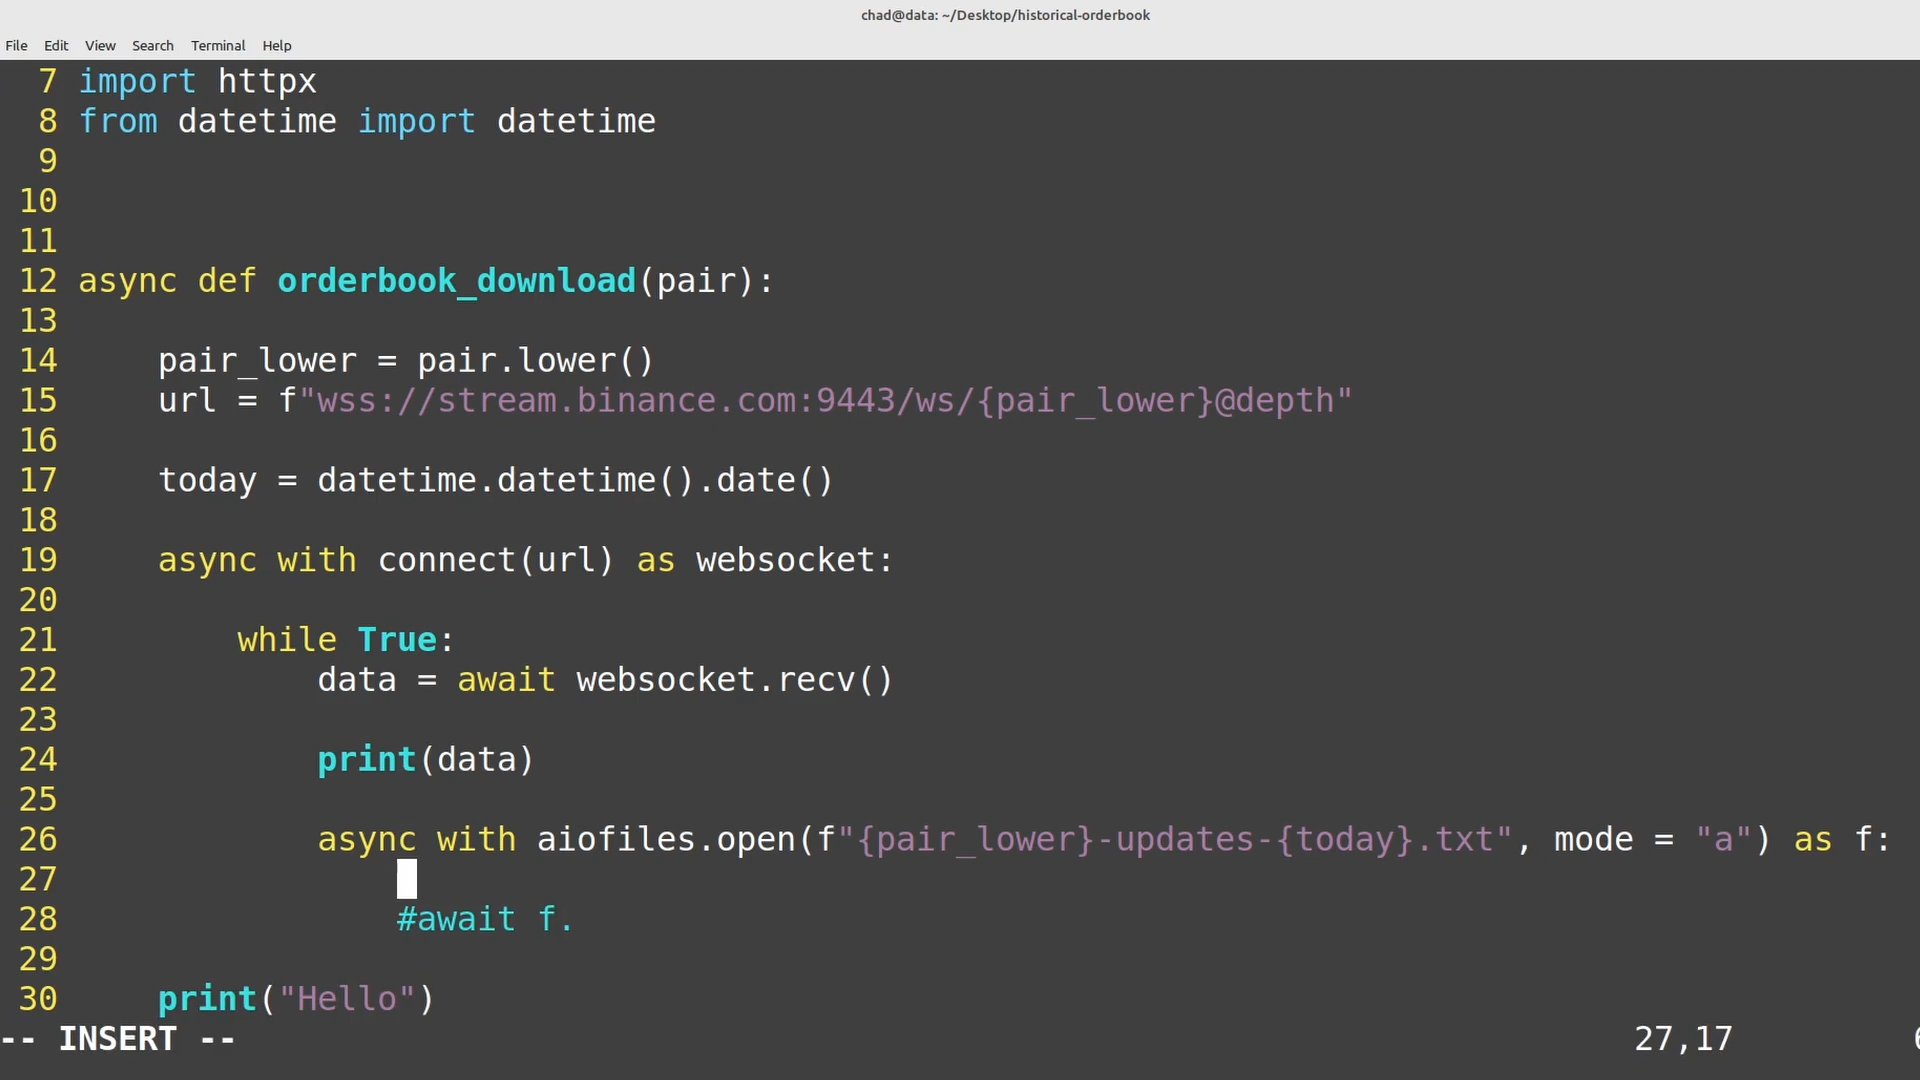 chad@data: ~/Desktop/historical-orderbook
File Edit View Search Terminal Help
7 import httpx
8 from datetime import datetime
9
10
11
12 async def orderbook_download(pair):
13
14     pair_lower = pair.lower()
15     url = f"wss://stream.binance.com:9443/ws/{pair_lower}@depth"
16
17     today = datetime.datetime().date()
18
19     async with connect(url) as websocket:
20
21         while True:
22             data = await websocket.recv()
23
24             print(data)
25
26             async with aiofiles.open(f"{pair_lower}-updates-{today}.txt", mode = "a") as f:
27
28                 #await f.
29
30     print("Hello")
-- INSERT -- 27,17